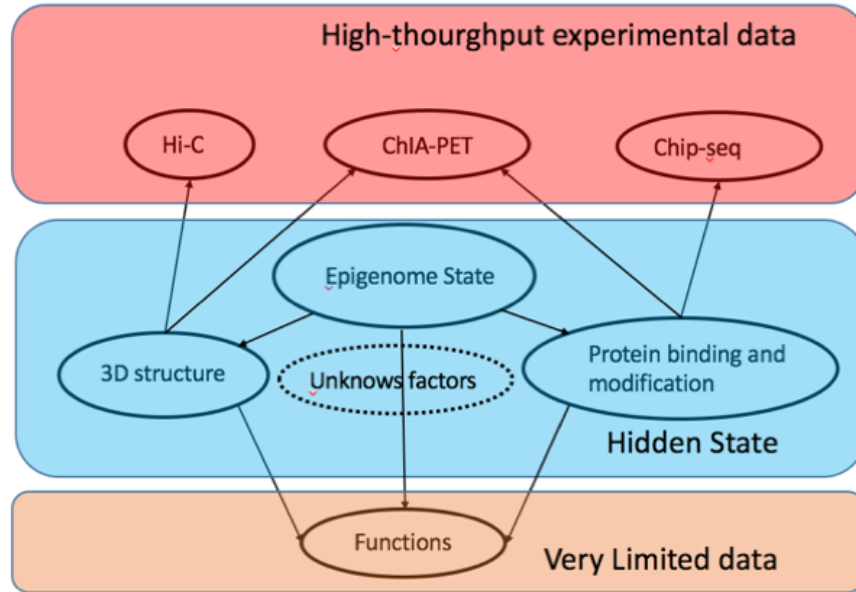 High-thourghput experimental data
Hi-C
ChIA-PET
Chip-seq
Epigenome State
3D structure
Unknows factors
Protein binding and
modification
Hidden State
Functions
Very Limited data